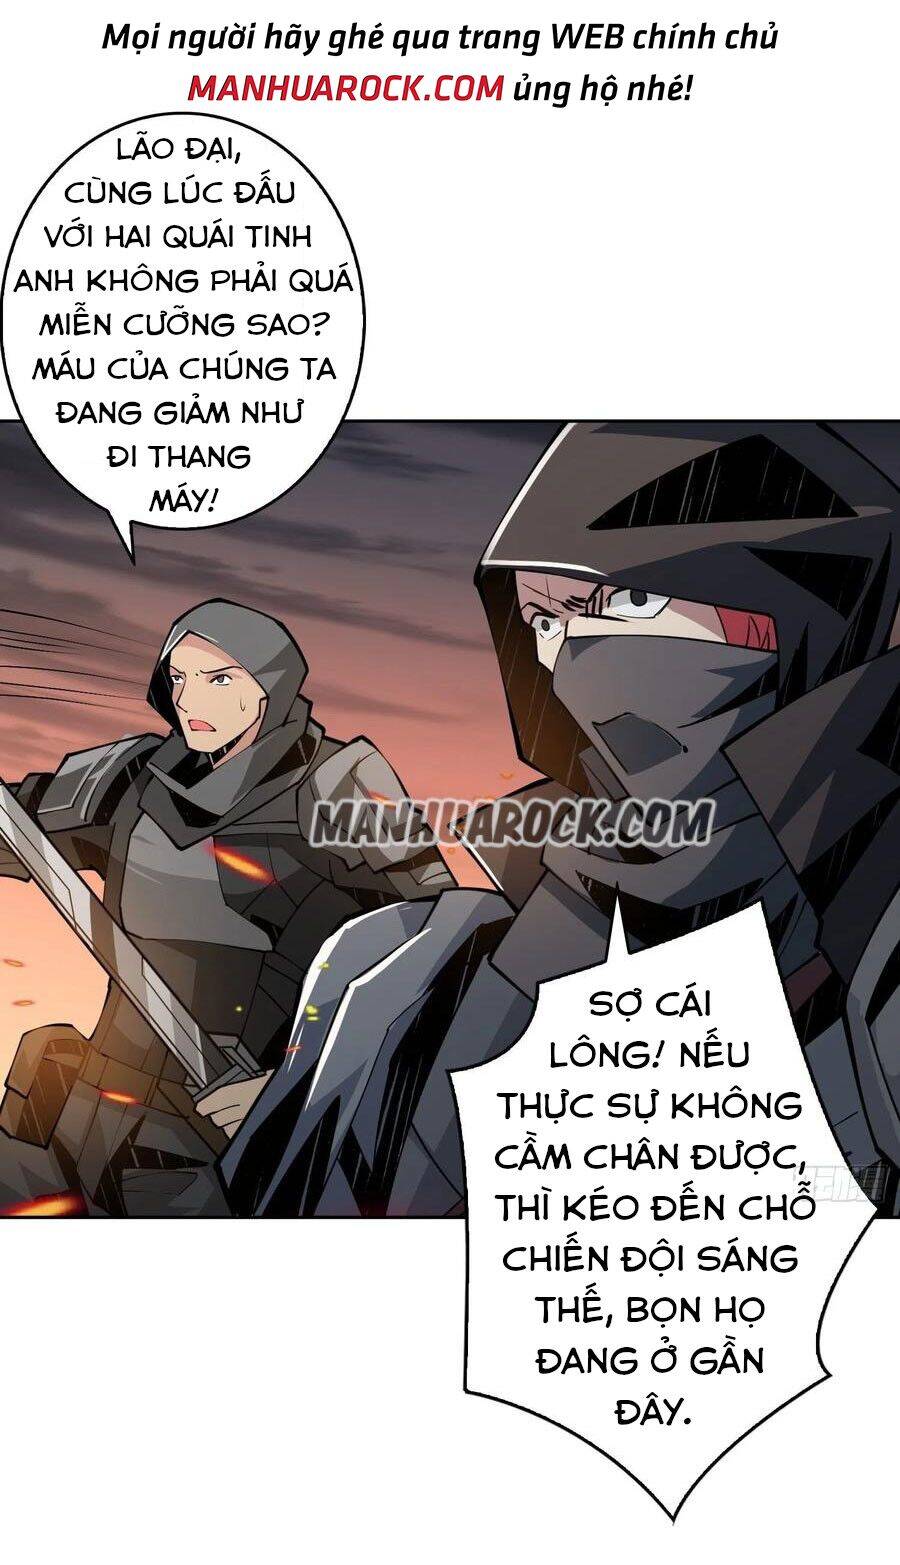 Mọi người hãy ghé qua trang WEB chính chủ
MANHUAROCK.COM ủng hộ nhé!
LÃO ĐẠI,
CÙNG LÚC ĐẤU
VỚI HAI QUÁI TINH
ANH KHÔNG PHẢI QUÁ
MIỄN CƯỠNG SAO?
MÁU CỦA CHÚNG TA
ĐANG GIẢM NHƯ
ĐI THANG
MÁY!
MANHUAROCK.COM
SỢ CÁI
LÔNG! NẾU
THỰC SỰ KHÔNG
CẦM CHÂN ĐƯỢC,
THÌ KÉO ĐẾN CHỖ
CHIẾN ĐỘI SÁNG
THẾ, BỌN HỌ
ĐANG Ở GẦN
ĐÂY.